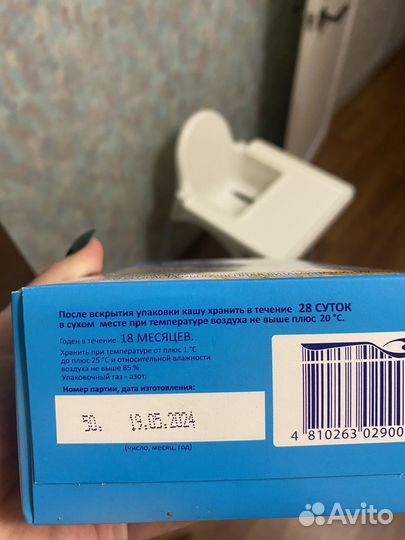 После вскрытия упаковки кашу хранить в течение 28 СУТОК
в сухом месте при температуре воздуха не выше плюс 20 °С.
Годен в течение 18 МЕСЯЦЕВ.
Хранить при температуре от плюс 1 °С
до плюс 25 °С и относительной влажности
воздуха не выше 85 %.
Упаковочный газ - азот.
Номер партии, дата изготовления:
50. 19.05.2024
(число, месяц, год)
4 810263 02900
Avito